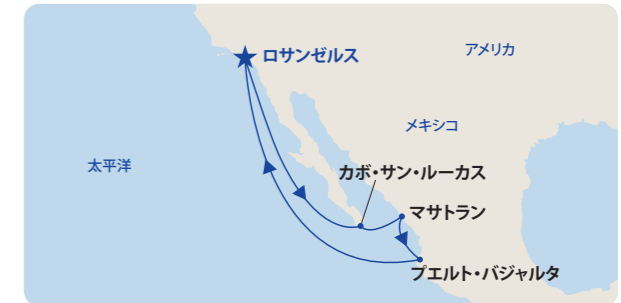 ロサンゼルス
アメリカ
メキシコ
太平洋
カボ・サン・ルーカス
マサトラン
プエルト・バジャルタ